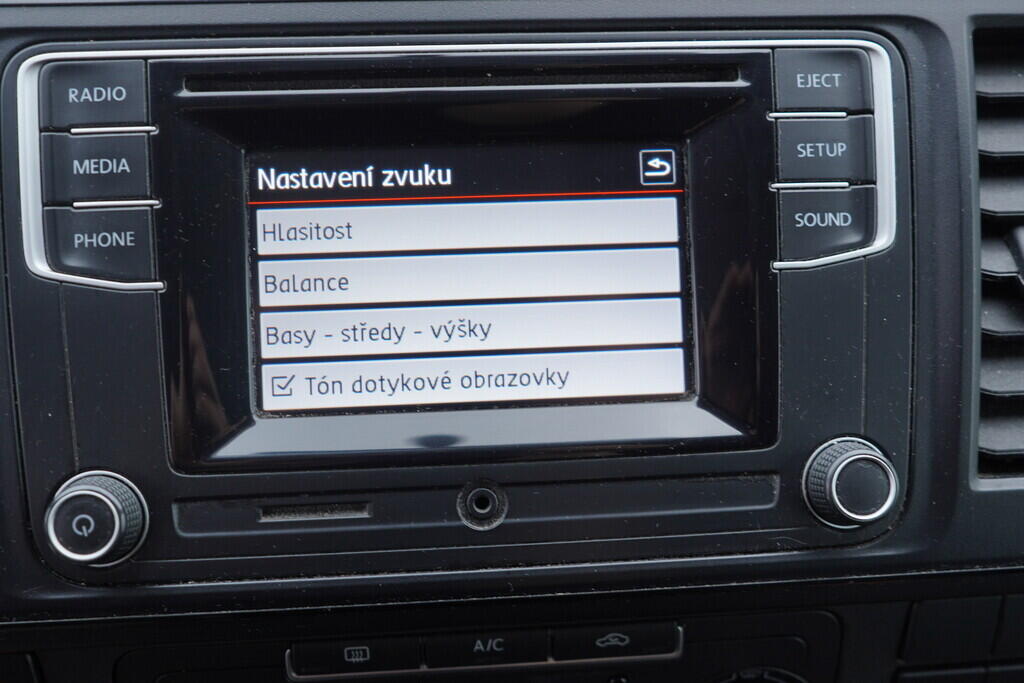 RADIO
MEDIA
PHONE
EJECT
SETUP
SOUND
Nastavení zvuku
Hlasitost
Balance
Basy - středy - výšky
Tón dotykové obrazovky
A/C